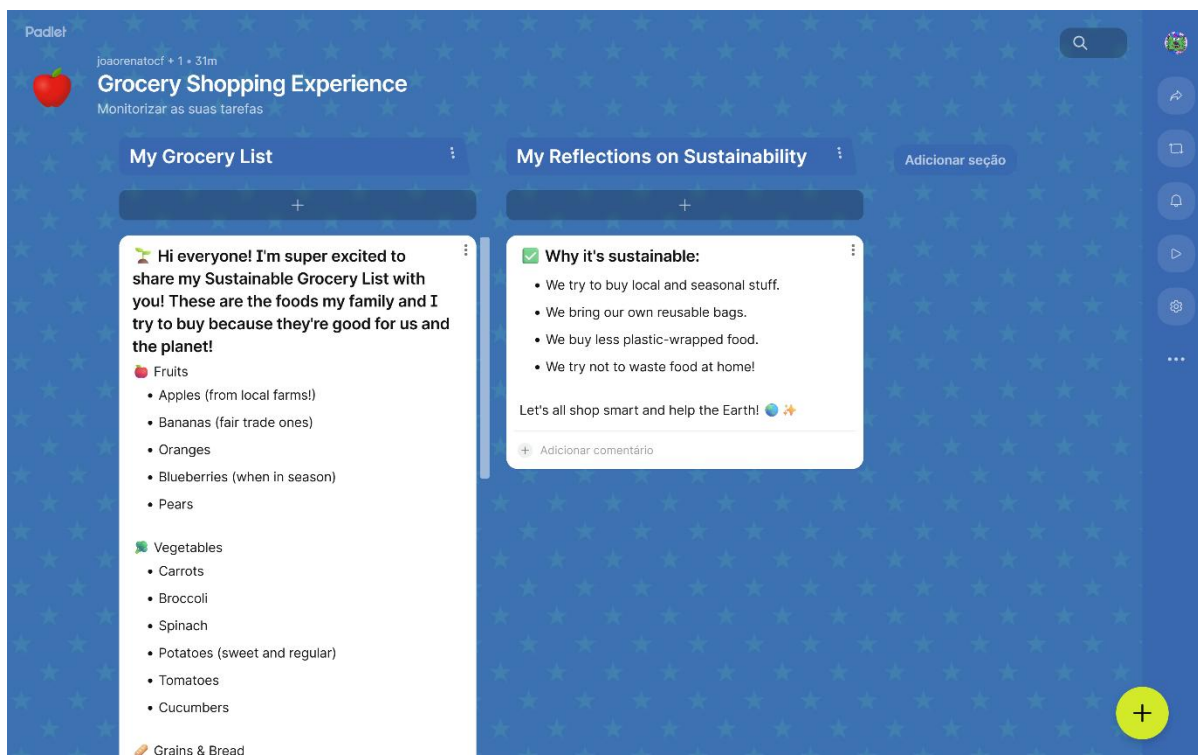 Padlet
joaorenatocf + 1 • 31m
Grocery Shopping Experience
Monitorizar as suas tarefas
My Grocery List
🌱 Hi everyone! I'm super excited to
share my Sustainable Grocery List with
you! These are the foods my family and I
try to buy because they're good for us and
the planet!
🍎 Fruits
• Apples (from local farms!)
• Bananas (fair trade ones)
• Oranges
• Blueberries (when in season)
• Pears
🥦 Vegetables
• Carrots
• Broccoli
• Spinach
• Potatoes (sweet and regular)
• Tomatoes
• Cucumbers
🥖 Grains & Bread
My Reflections on Sustainability
✅ Why it's sustainable:
• We try to buy local and seasonal stuff.
• We bring our own reusable bags.
• We buy less plastic-wrapped food.
• We try not to waste food at home!
Let's all shop smart and help the Earth! 🌍 ✨
Adicionar comentário
Adicionar seção